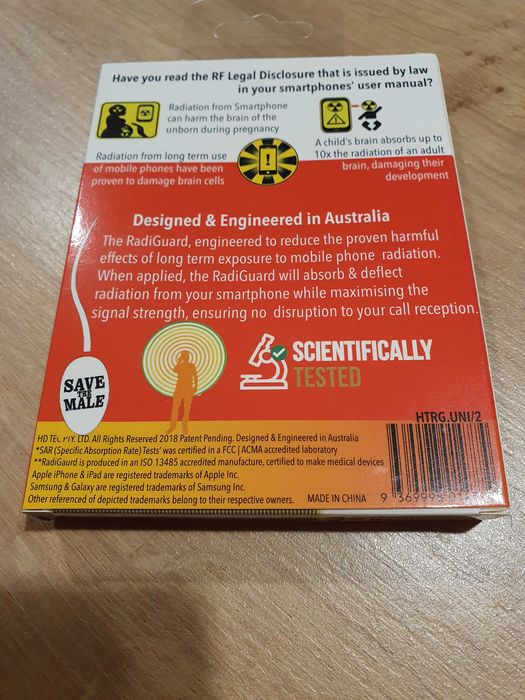 Have you read the RF Legal Disclosure that is issued by law
in your smartphones' user manual?
Radiation from Smartphone
can harm the brain of the
unborn during pregnancy
A child's brain absorbs up to
10x the radiation of an adult
brain, damaging their
development
Radiation from long term use
of mobile phones have been
proven to damage brain cells
Designed & Engineered in Australia
The RadiGuard, engineered to reduce the proven harmful
effects of long term exposure to mobile phone radiation.
When applied, the RadiGuard will absorb & deflect
radiation from your smartphone while maximising the
signal strength, ensuring no disruption to your call reception.
SAVE
THE
MALE
SCIENTIFICALLY
TESTED
HTRG.UNI/2
HD TEC PTY. LTD. All Rights Reserved 2018 Patent Pending. Designed & Engineered in Australia
*SAR (Specific Absorption Rate) Tests' was certified in a FCC | ACMA accredited laboratory
**RadiGaurd is produced in an ISO 13485 accredited manufacture, certified to make medical devices
Apple iPhone & iPad are registered trademarks of Apple Inc.
Samsung & Galaxy are registered trademarks of Samsung Inc.
Other referenced of depicted trademarks belong to their respective owners. MADE IN CHINA
9 369998